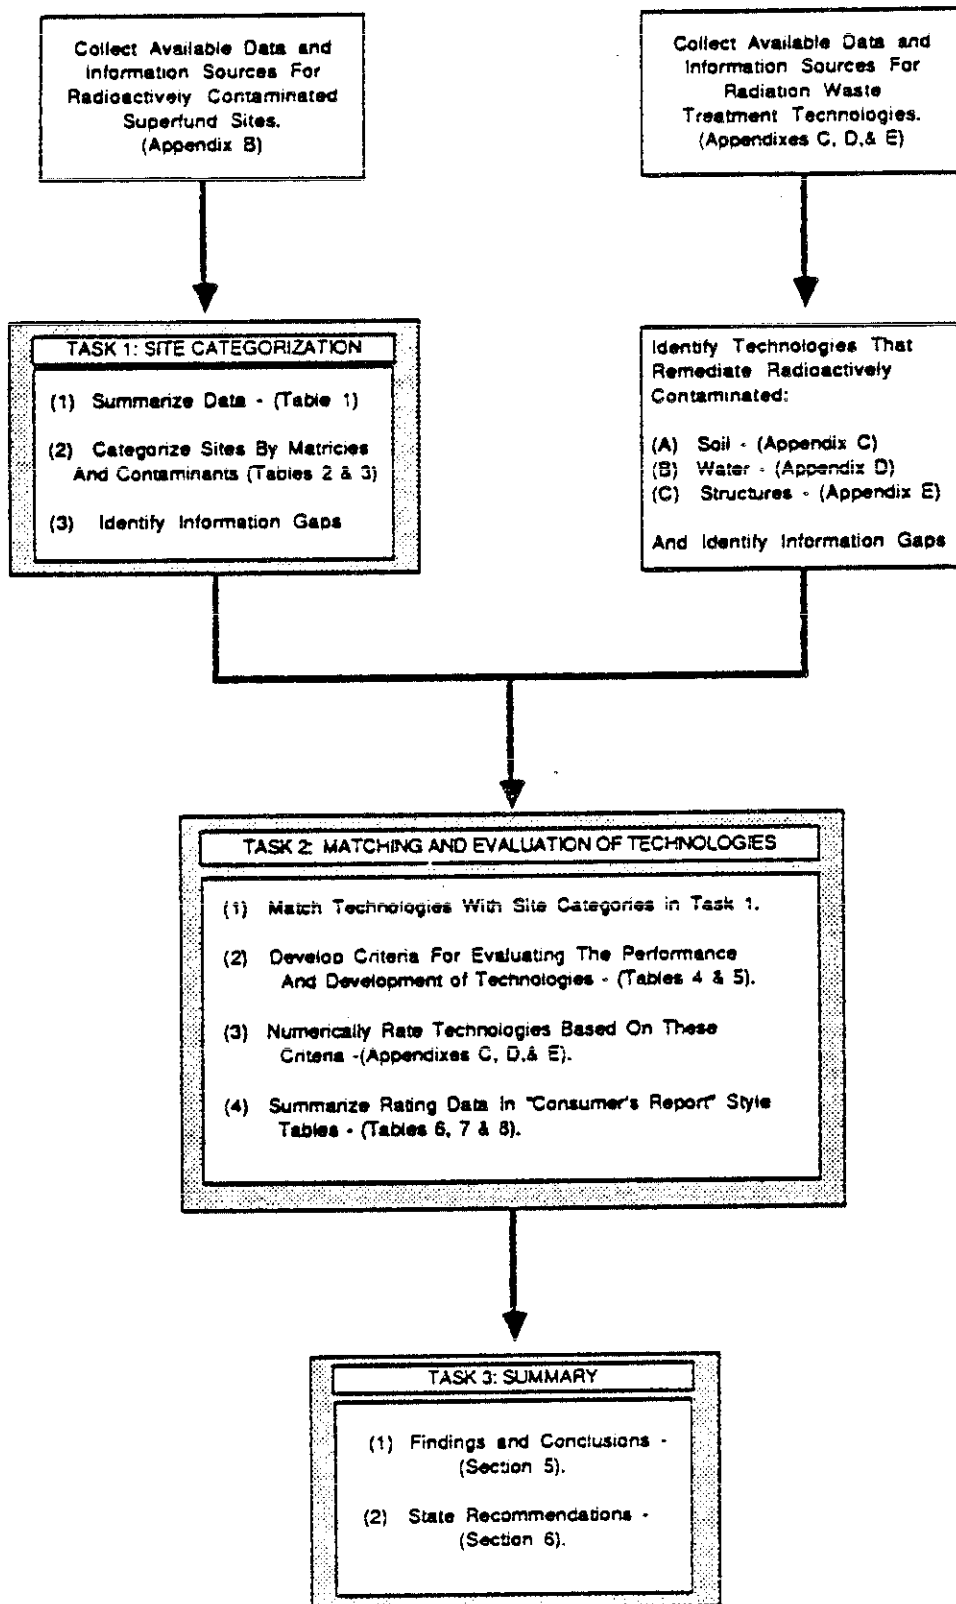 Collect Available Data and
Information Sources For
Radioactively Contaminated
Superfund Sites.
(Appendix B)
Collect Available Data and
Information Sources For
Radiation Waste
Treatment Technologies.
(Appendixes C, D,& E)
TASK 1: SITE CATEGORIZATION
(1) Summarize Data - (Table 1)
(2) Categorize Sites By Matricies
And Contaminants (Tables 2 & 3)
(3) Identify Information Gaps
Identify Technologies That
Remediate Radioactively
Contaminated:
(A) Soil - (Appendix C)
(B) Water - (Appendix D)
(C) Structures - (Appendix E)
And Identify Information Gaps
TASK 2: MATCHING AND EVALUATION OF TECHNOLOGIES
(1) Match Technologies With Site Categories in Task 1.
(2) Develop Criteria For Evaluating The Performance
And Development of Technologies - (Tables 4 & 5).
(3) Numerically Rate Technologies Based On These
Criteria -(Appendixes C, D,& E).
(4) Summarize Rating Data In "Consumer's Report" Style
Tables - (Tables 6, 7 & 8).
TASK 3: SUMMARY
(1) Findings and Conclusions -
(Section 5).
(2) State Recommendations -
(Section 6).